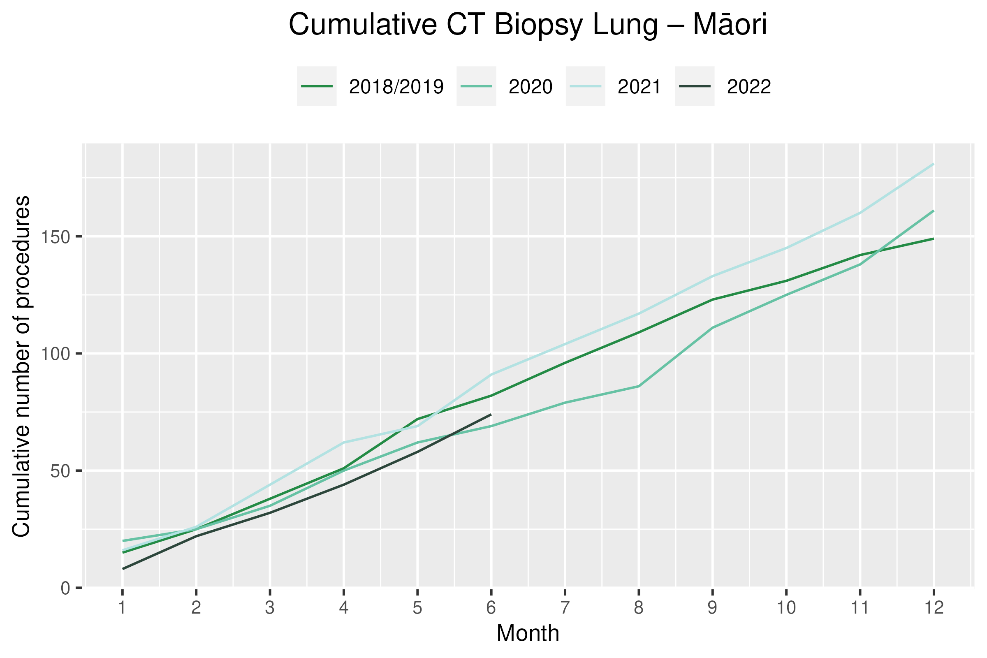 Cumulative CT Biopsy Lung – Māori
2018/2019 2020 2021 2022
Cumulative number of procedures
150
100
50
0
1 2 3 4 5 6 7 8 9 10 11 12
Month